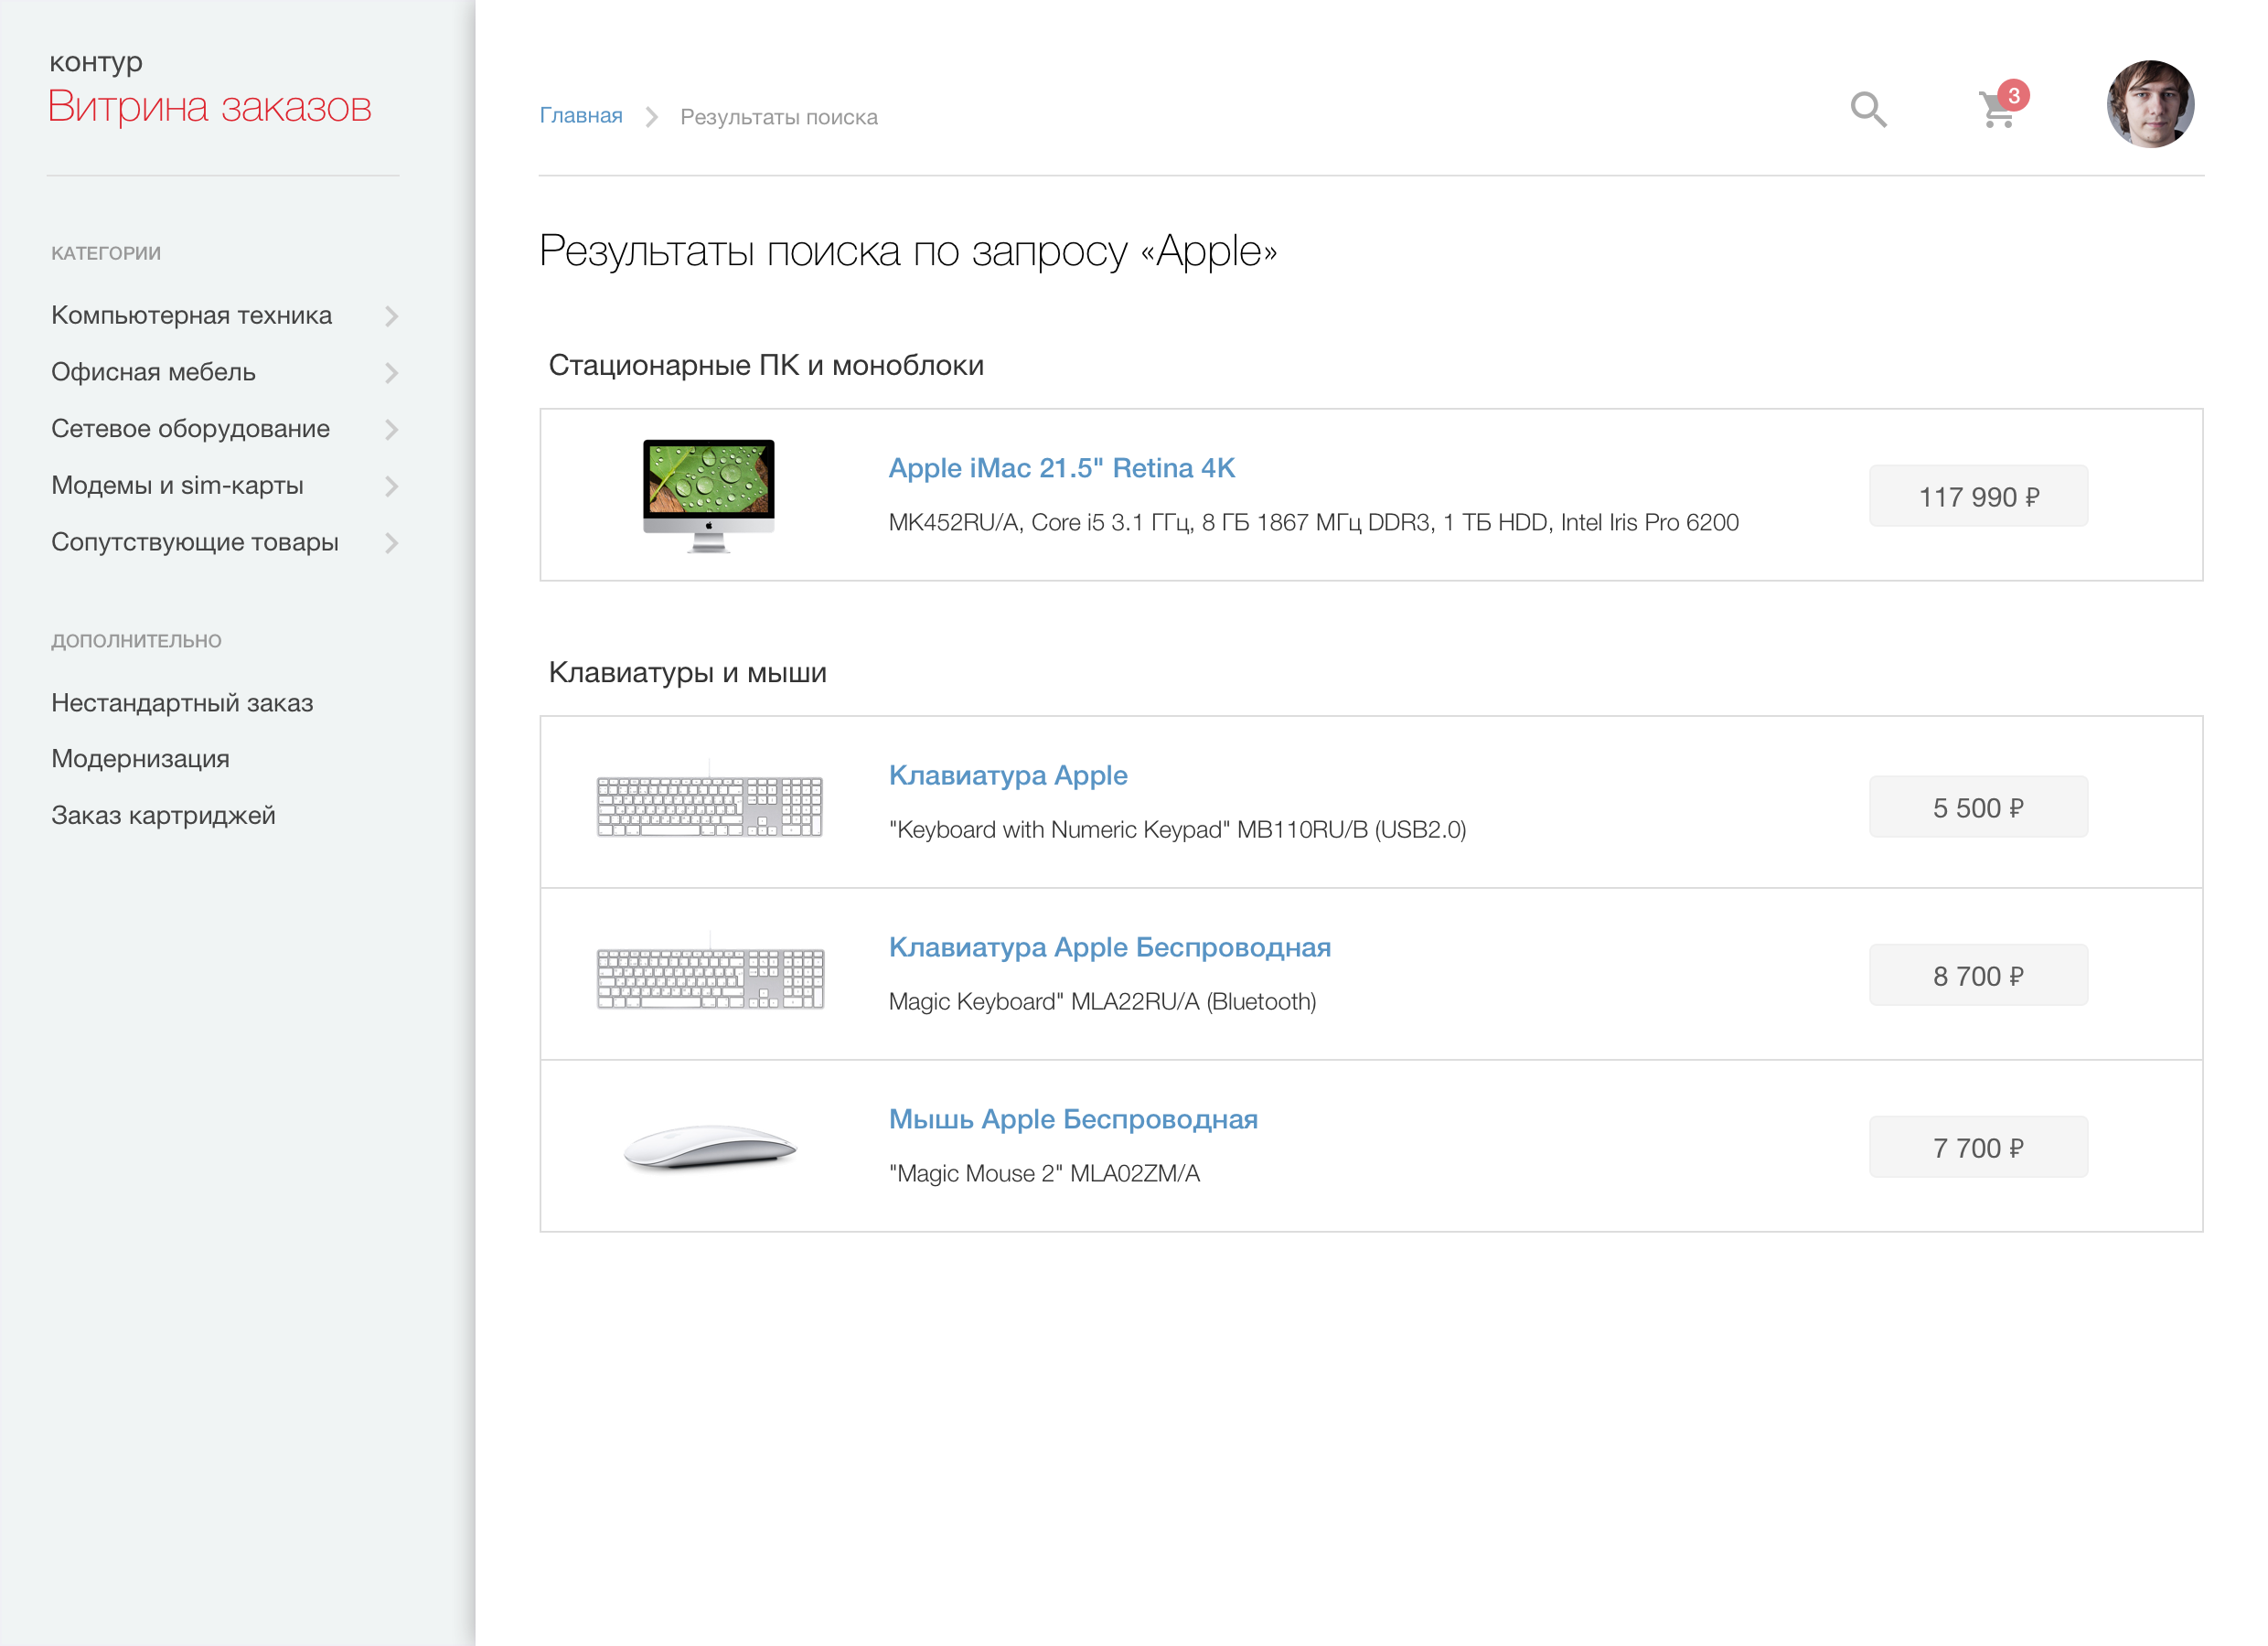 контур
Витрина заказов
КАТЕГОРИИ
Компьютерная техника
Офисная мебель
Сетевое оборудование
Модемы и sim-карты
Сопутствующие товары
ДОПОЛНИТЕЛЬНО
Нестандартный заказ
Модернизация
Заказ картриджей
Главная
Результаты поиска
3
Результаты поиска по запросу «Apple»
Стационарные ПК и моноблоки
Apple iMac 21.5" Retina 4K
MK452RU/A, Core i5 3.1 ГГц, 8 ГБ 1867 МГц DDR3, 1 ТБ HDD, Intel Iris Pro 6200
117 990 ₽
Клавиатуры и мыши
Клавиатура Apple
"Keyboard with Numeric Keypad" MB110RU/B (USB2.0)
5 500 ₽
Клавиатура Apple Беспроводная
Magic Keyboard" MLA22RU/A (Bluetooth)
8 700 ₽
Мышь Apple Беспроводная
"Magic Mouse 2" MLA02ZM/A
7 700 ₽